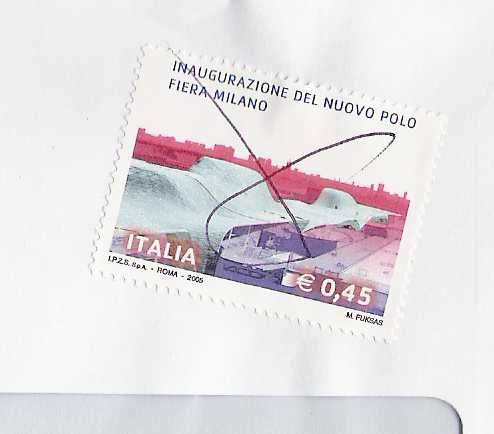 INAUGURAZIONE DEL NUOVO POLO
FIERA MILANO
ITALIA
€ 0,45
I.P.Z.S. S.p.A. - ROMA - 2005
M. FUKSAS